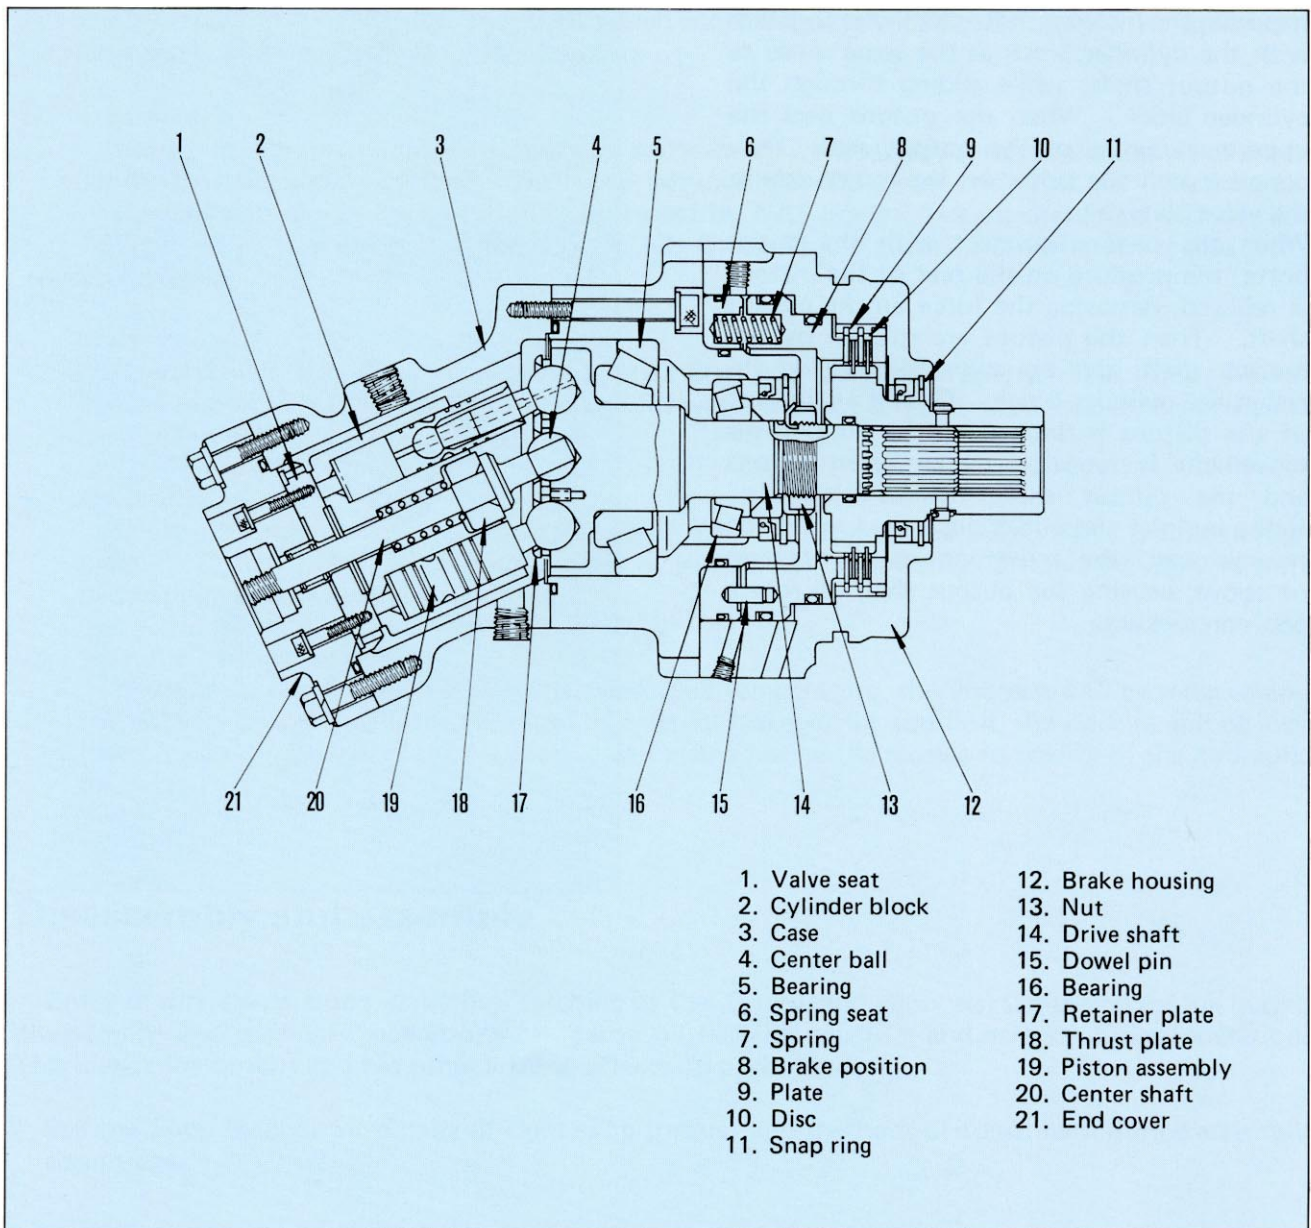 1 2 3 4 5 6 7 8 9 10 11
21 20 19 18 17 16 15 14 13 12
1. Valve seat
2. Cylinder block
3. Case
4. Center ball
5. Bearing
6. Spring seat
7. Spring
8. Brake position
9. Plate
10. Disc
11. Snap ring
12. Brake housing
13. Nut
14. Drive shaft
15. Dowel pin
16. Bearing
17. Retainer plate
18. Thrust plate
19. Piston assembly
20. Center shaft
21. End cover